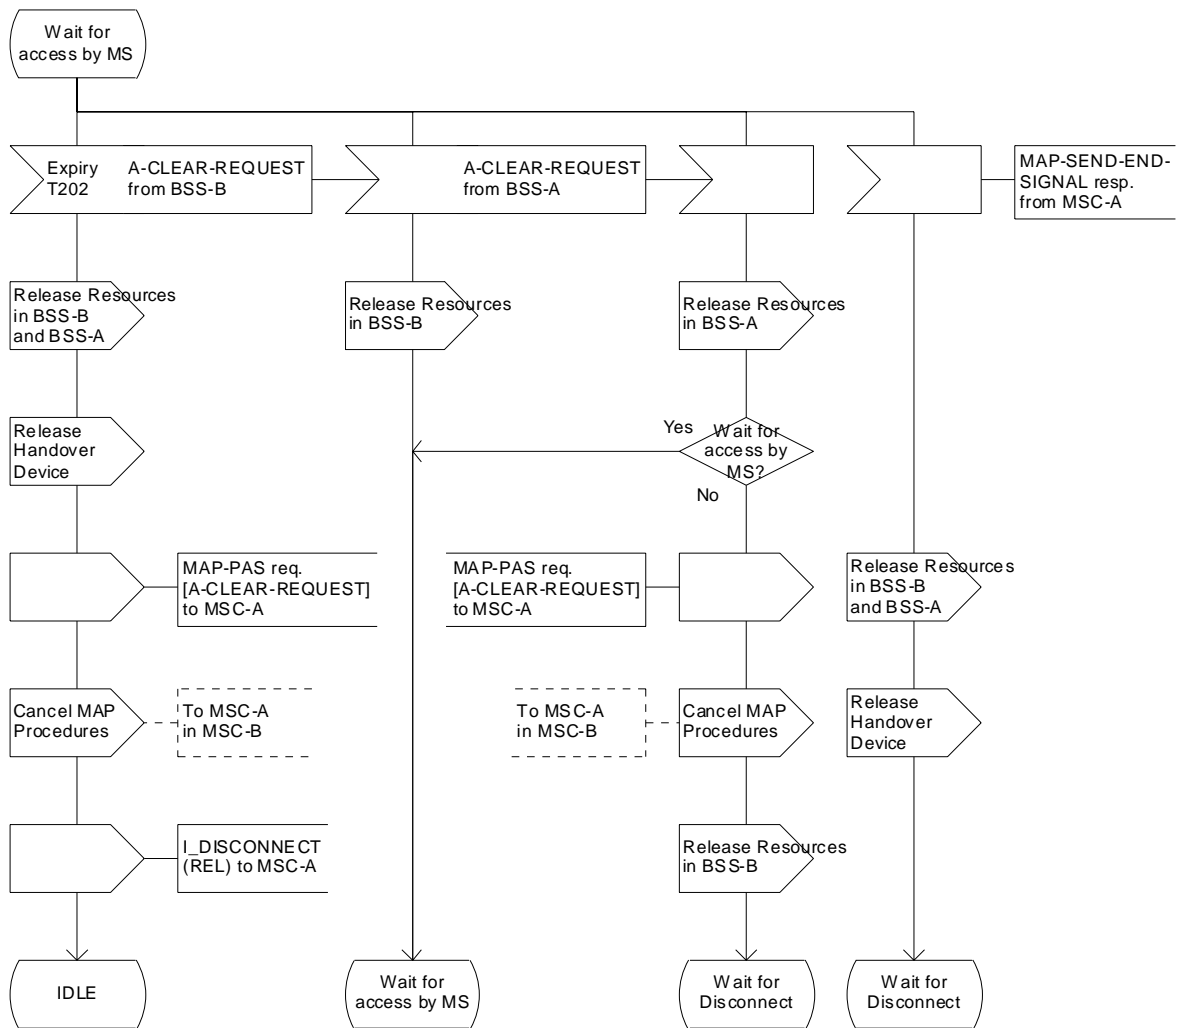 Wait for
access by MS
Expiry
T202
A-CLEAR-REQUEST
from BSS-B
A-CLEAR-REQUEST
from BSS-A
MAP-SEND-END-
SIGNAL resp.
from MSC-A
Release Resources
in BSS-B
and BSS-A
Release Resources
in BSS-B
Release Resources
in BSS-A
Release
Handover
Device
Yes
Wait for
access by
MS?
No
MAP-PAS req.
[A-CLEAR-REQUEST]
to MSC-A
MAP-PAS req.
[A-CLEAR-REQUEST]
to MSC-A
Release Resources
in BSS-B
and BSS-A
Cancel MAP
Procedures
To MSC-A
in MSC-B
To MSC-A
in MSC-B
Cancel MAP
Procedures
Release
Handover
Device
I_DISCONNECT
(REL) to MSC-A
Release Resources
in BSS-B
IDLE
Wait for
access by MS
Wait for
Disconnect
Wait for
Disconnect